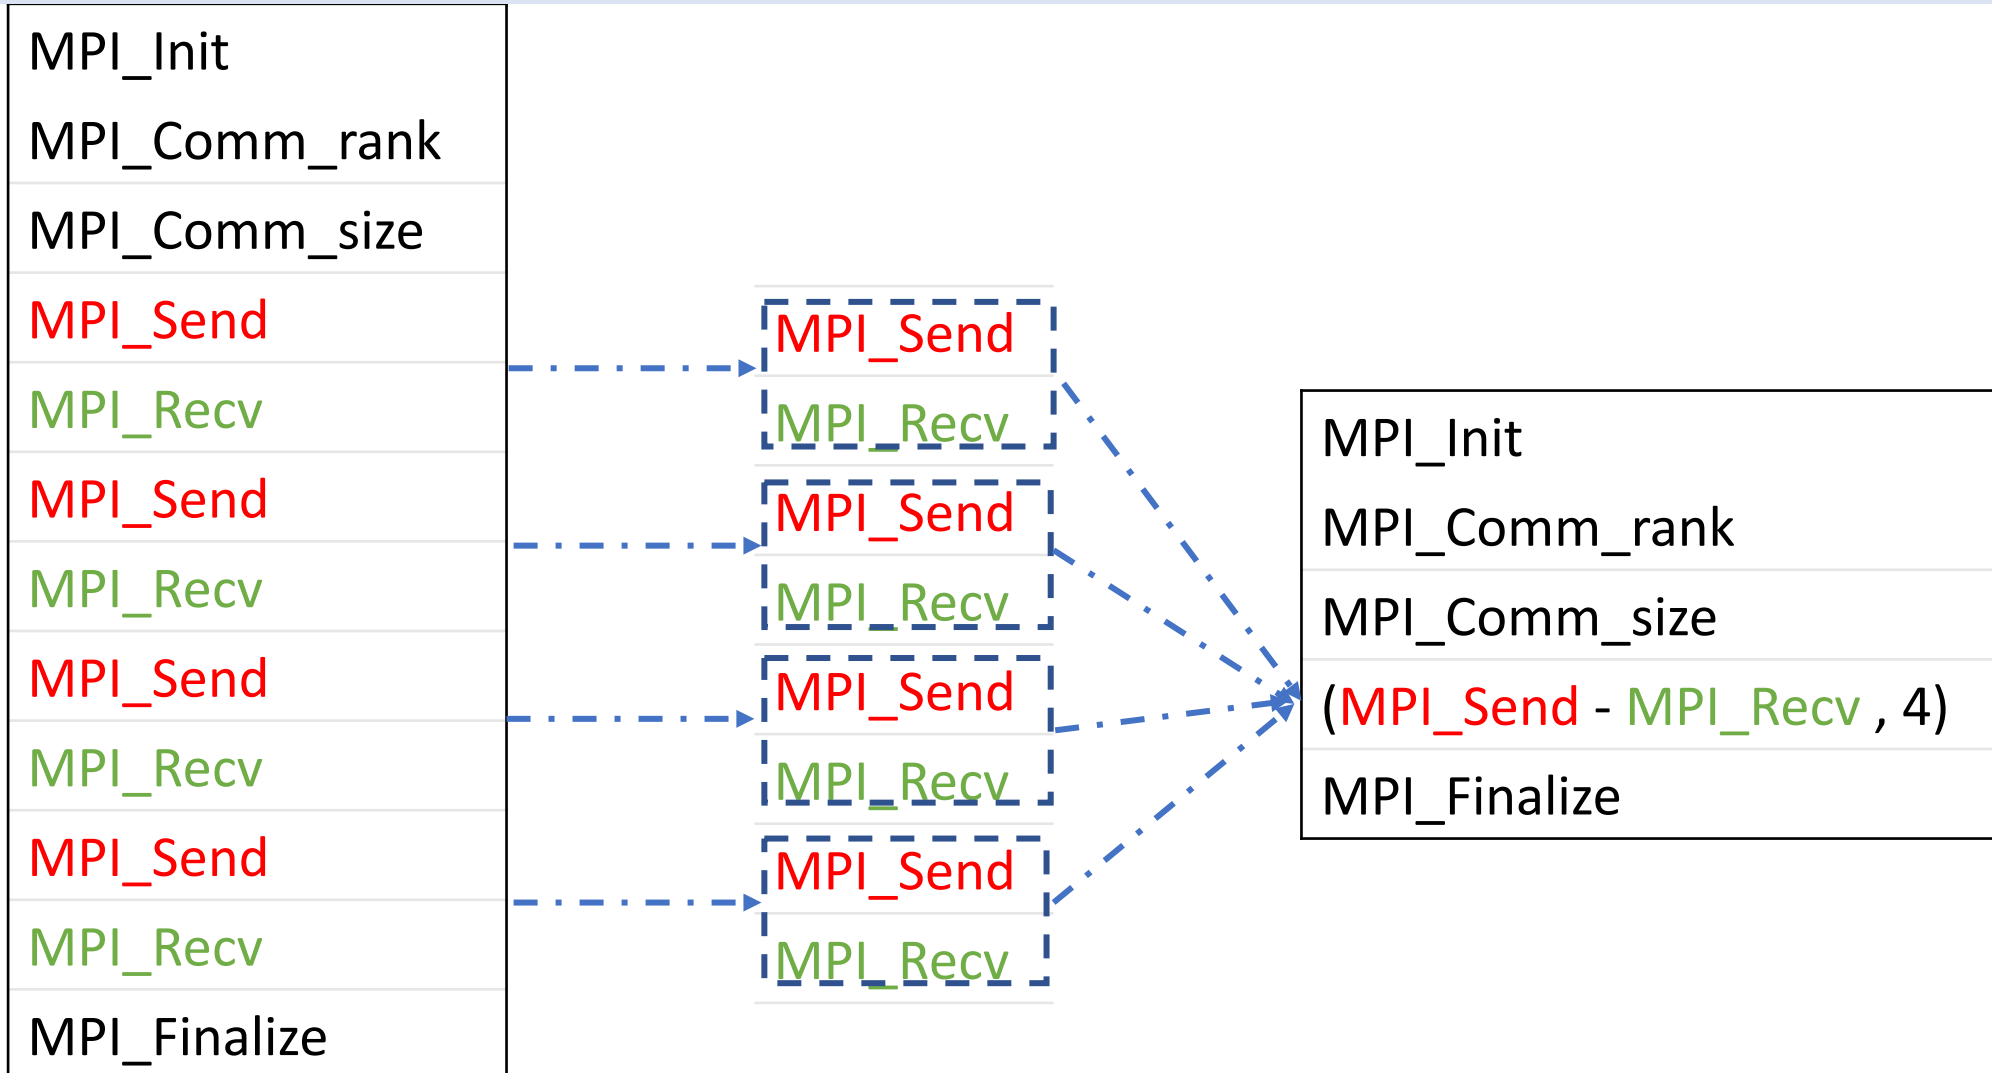 MPI_Init
MPI_Comm_rank
MPI_Comm_size
MPI_Send
MPI_Recv
MPI_Send
MPI_Recv
MPI_Send
MPI_Recv
MPI_Send
MPI_Recv
MPI_Finalize
MPI_Send
MPI_Recv
MPI_Send
MPI_Recv
MPI_Send
MPI_Recv
MPI_Send
MPI_Recv
MPI_Init
MPI_Comm_rank
MPI_Comm_size
(MPI_Send - MPI_Recv , 4)
MPI_Finalize